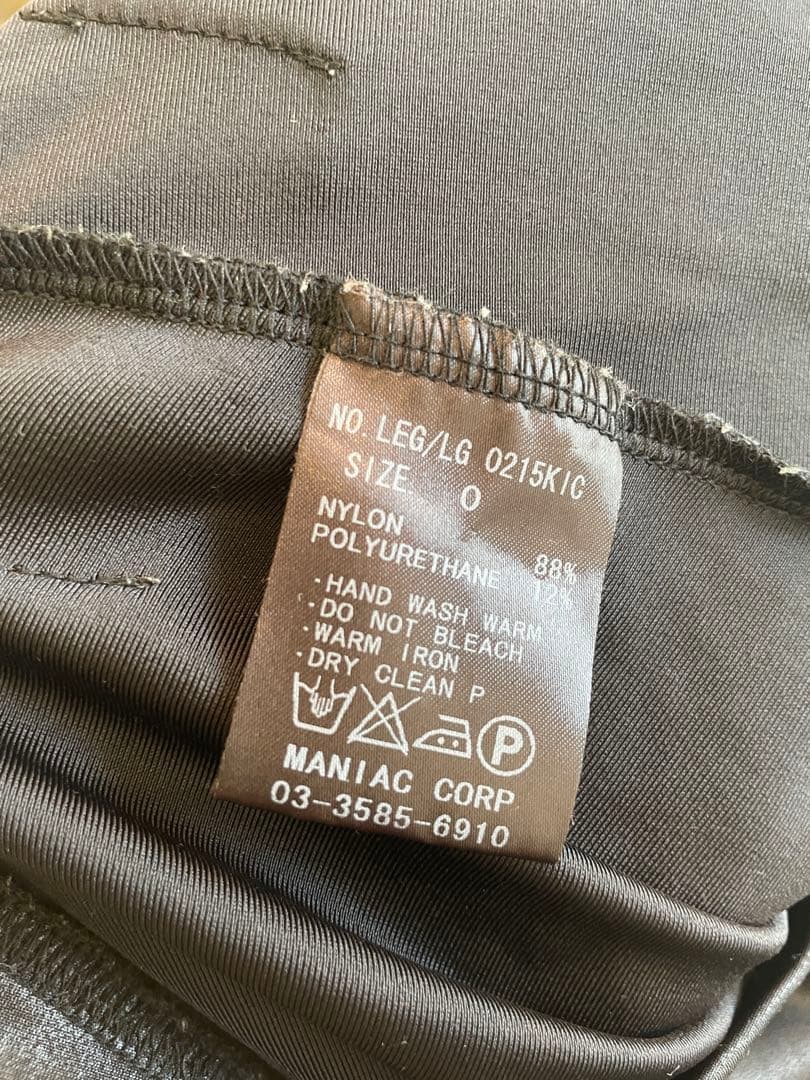 NO. LEG/LG 0215KIC
SIZE 0
NYLON 88%
POLYURETHANE 12%
·HAND WASH WARM
·DO NOT BLEACH
·WARM IRON
·DRY CLEAN P
P
MANIAC CORP
03-3585-6910